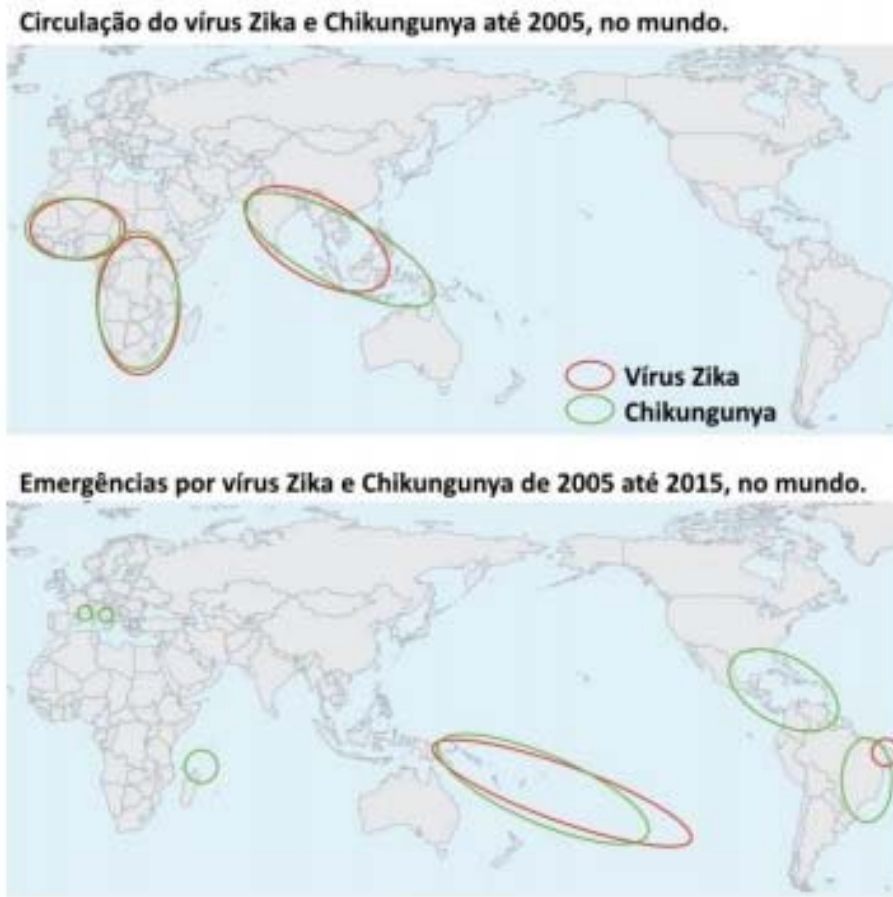 Circulação do vírus Zika e Chikungunya até 2005, no mundo.
Vírus Zika
Chikungunya
Emergências por vírus Zika e Chikungunya de 2005 até 2015, no mundo.